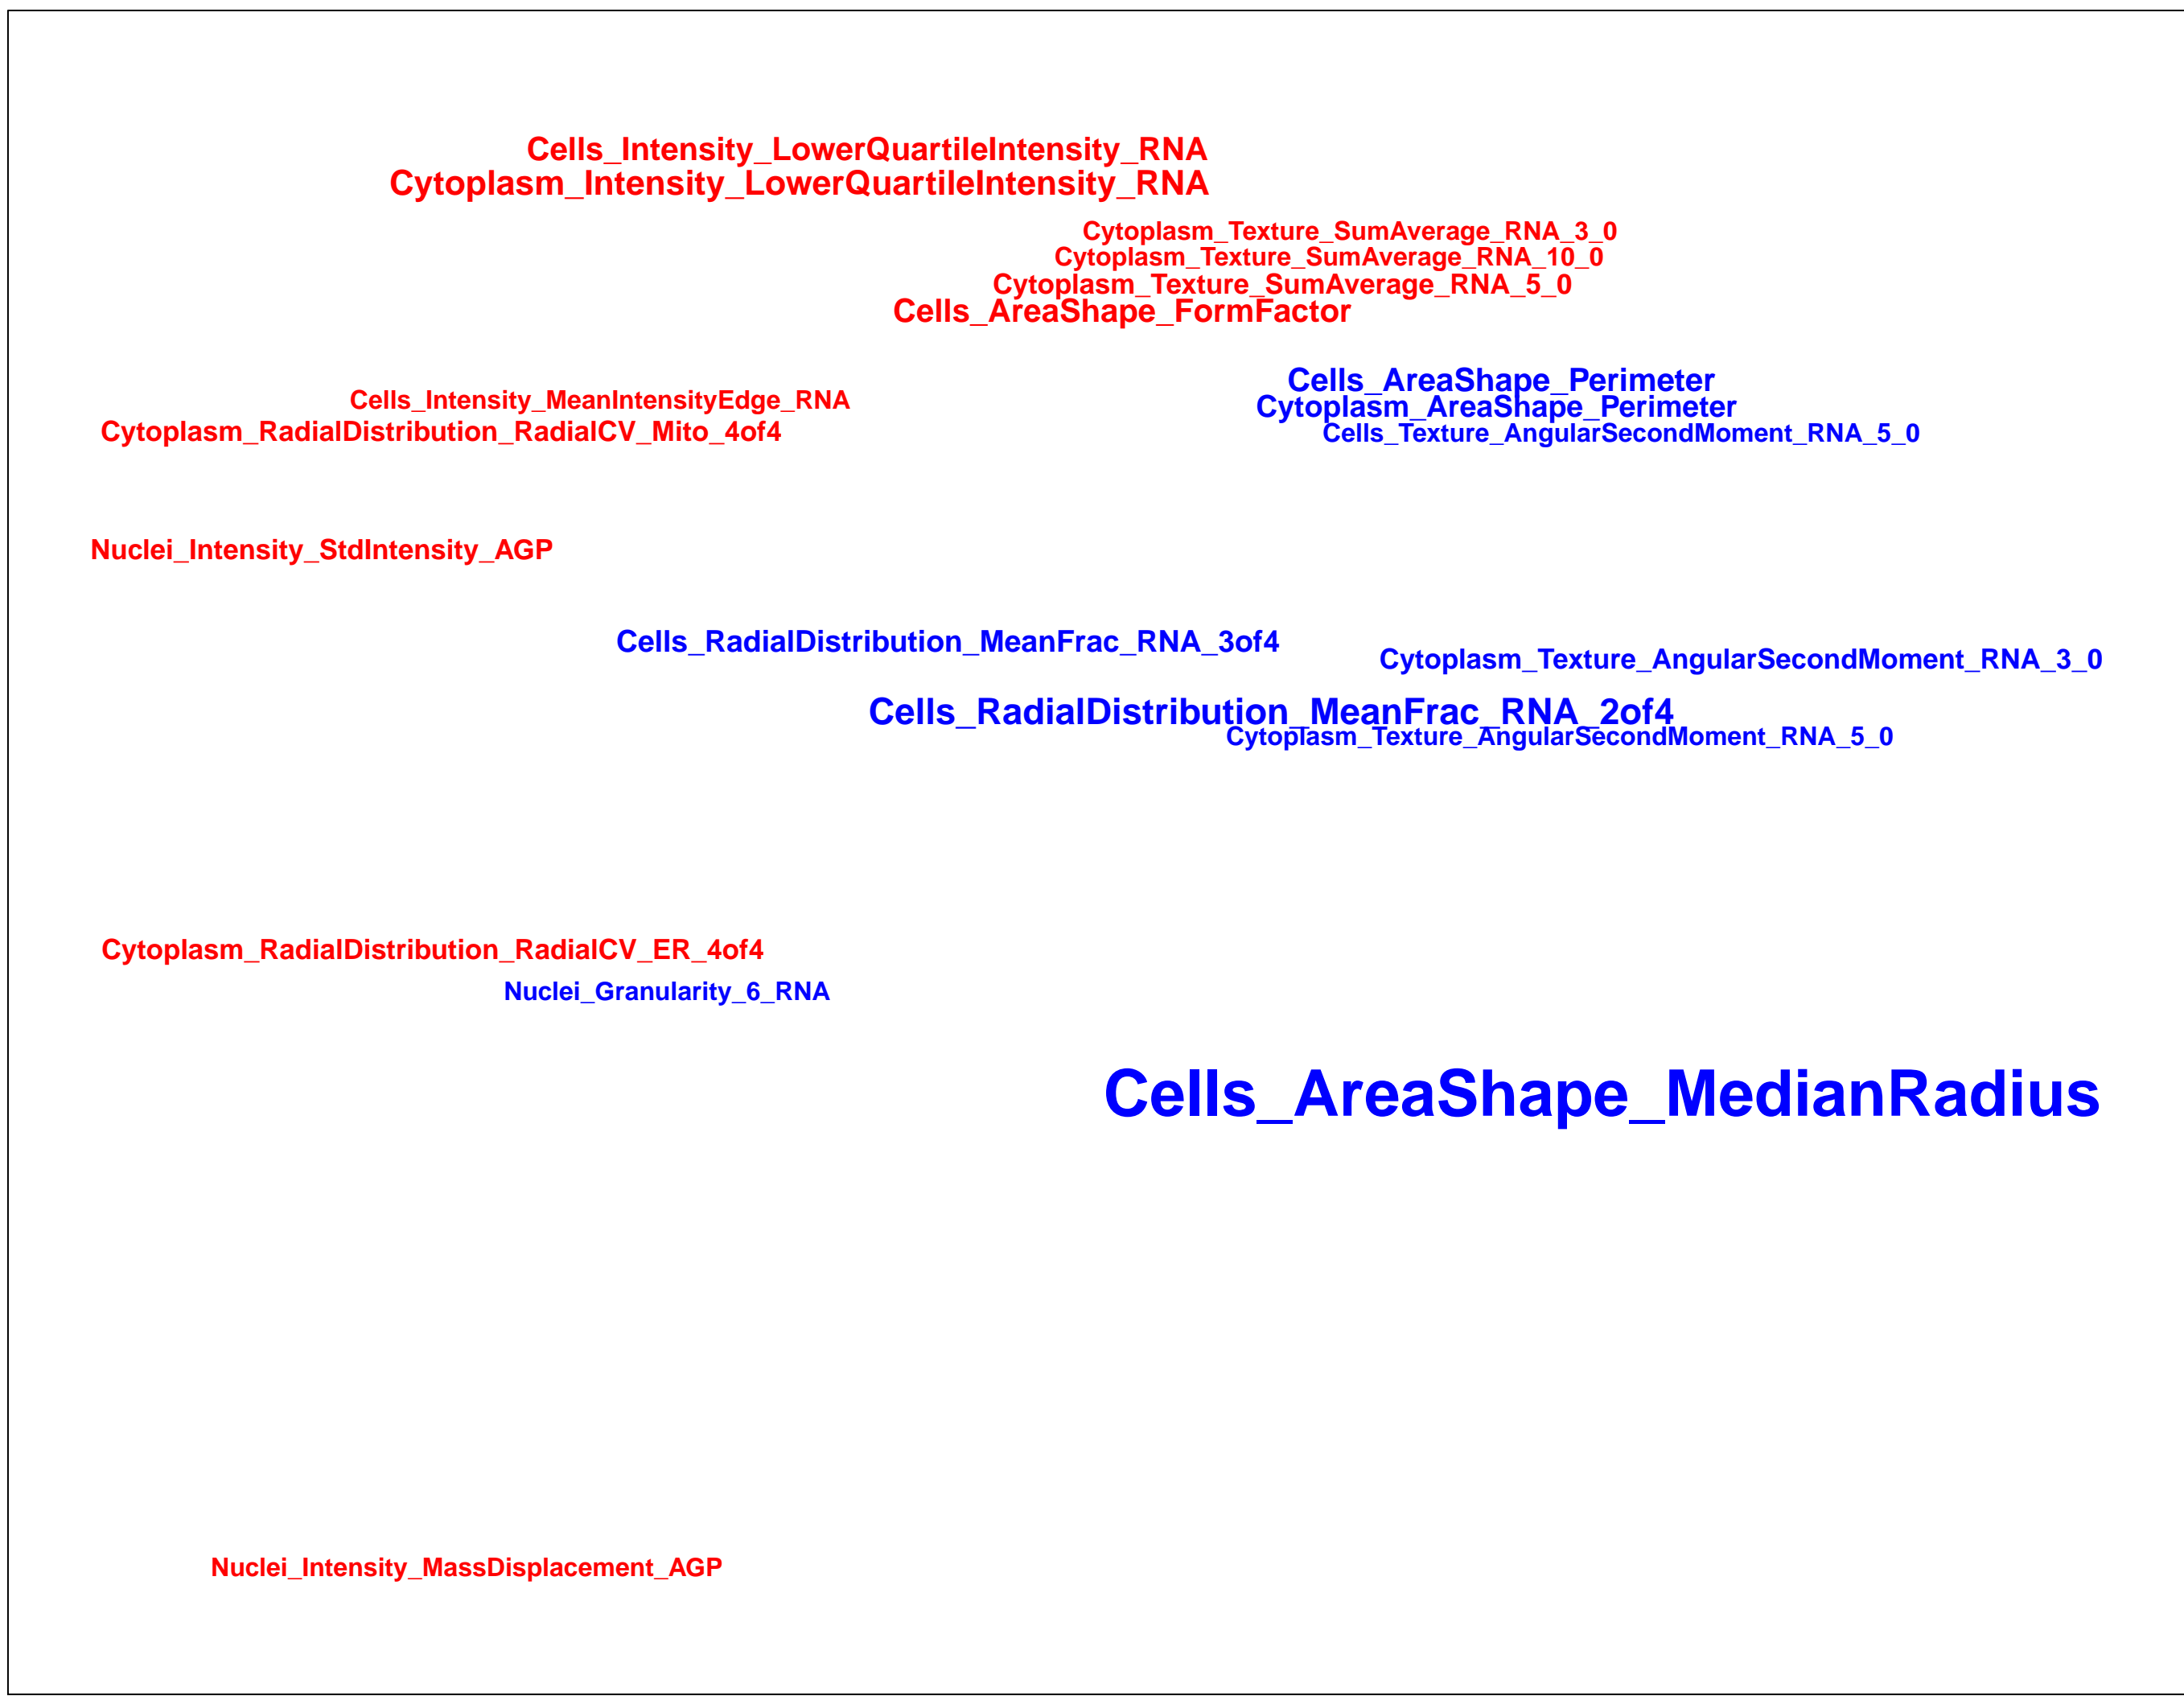 Cells_Intensity_LowerQuartileIntensity_RNA
Cytoplasm_Intensity_LowerQuartileIntensity_RNA
Cytoplasm_Texture_SumAverage_RNA_3_0
Cytoplasm_Texture_SumAverage_RNA_10_0
Cytoplasm_Texture_SumAverage_RNA_5_0
Cells_AreaShape_FormFactor
Cells_AreaShape_Perimeter
Cells_Intensity_MeanIntensityEdge_RNA
Cytoplasm_AreaShape_Perimeter
Cytoplasm_RadialDistribution_RadialCV_Mito_4of4
Cells_Texture_AngularSecondMoment_RNA_5_0
Nuclei_Intensity_StdIntensity_AGP
Cells_RadialDistribution_MeanFrac_RNA_3of4
Cytoplasm_Texture_AngularSecondMoment_RNA_3_0
Cells_RadialDistribution_MeanFrac_RNA_2of4
Cytoplasm_Texture_AngularSecondMoment_RNA_5_0
Cytoplasm_RadialDistribution_RadialCV_ER_4of4
Nuclei_Granularity_6_RNA
Cells_AreaShape_MedianRadius
Nuclei_Intensity_MassDisplacement_AGP